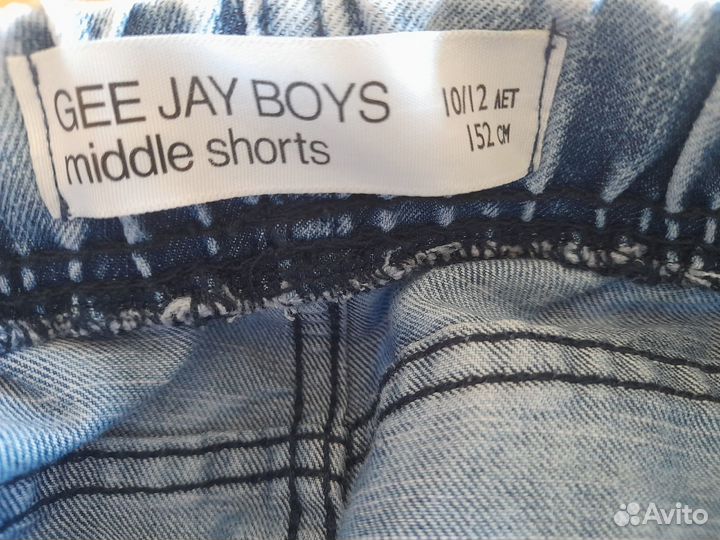 GEE JAY BOYS
middle shorts
10/12 ЛЕТ
152 СМ
Avito